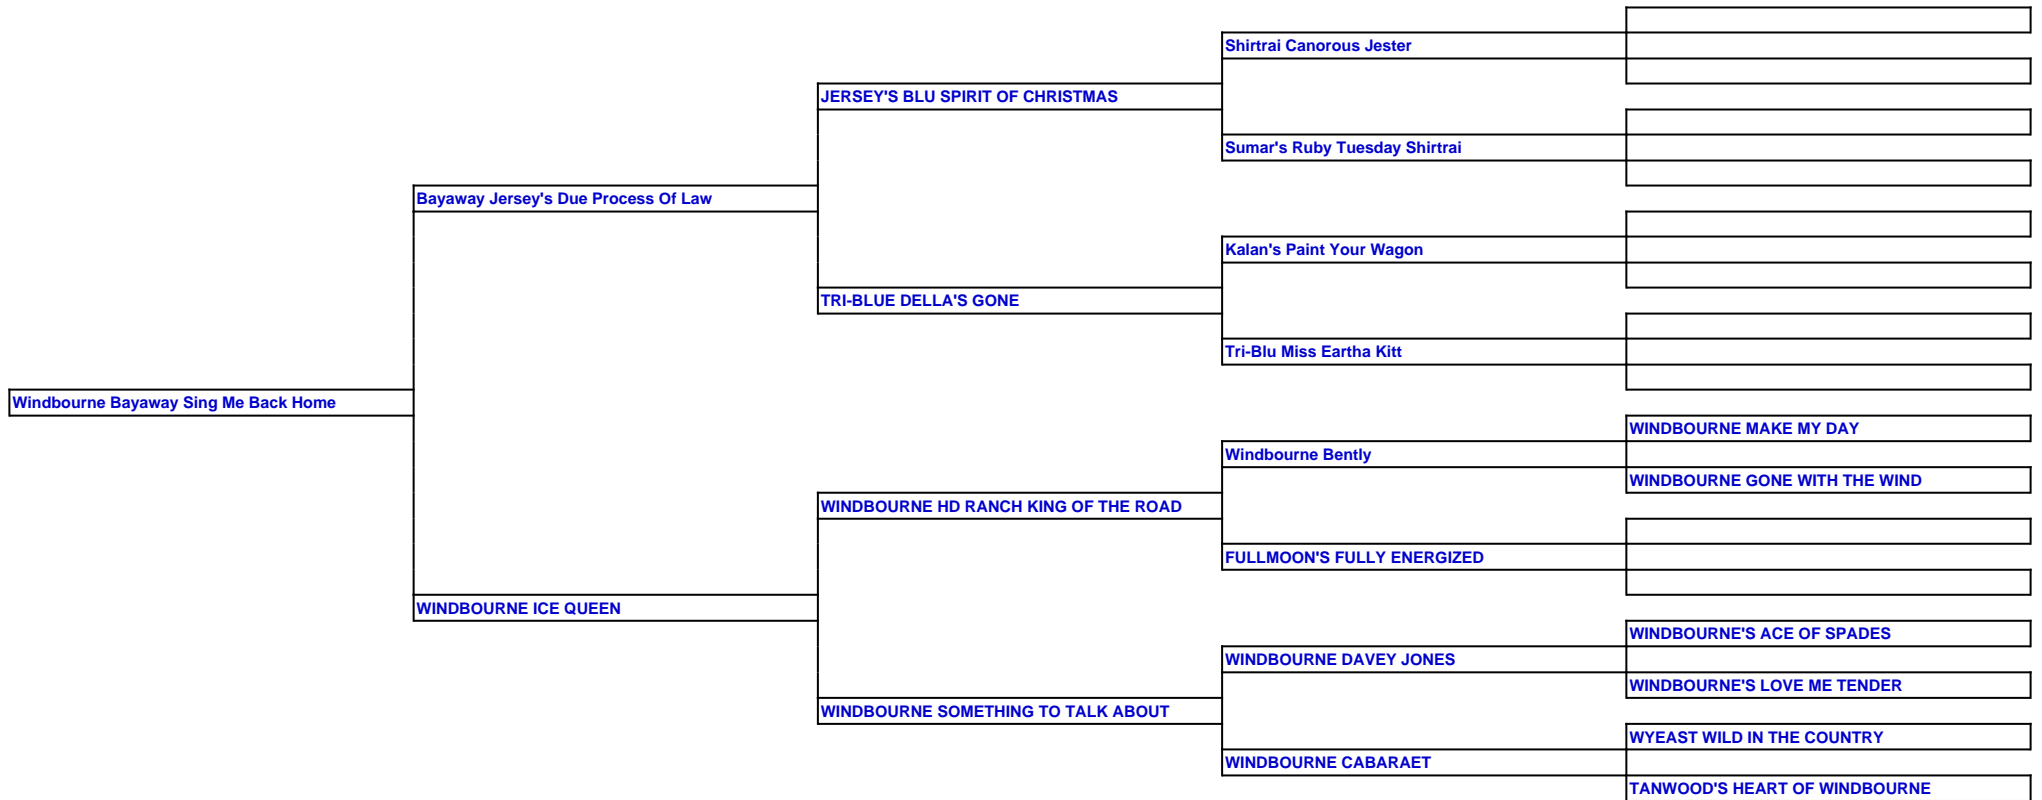 Shirtrai Canorous Jester
JERSEY'S BLU SPIRIT OF CHRISTMAS
Sumar's Ruby Tuesday Shirtrai
Bayaway Jersey's Due Process Of Law
Kalan's Paint Your Wagon
TRI-BLUE DELLA'S GONE
Tri-Blu Miss Eartha Kitt
Windbourne Bayaway Sing Me Back Home
WINDBOURNE MAKE MY DAY
Windbourne Bently
WINDBOURNE GONE WITH THE WIND
WINDBOURNE HD RANCH KING OF THE ROAD
FULLMOON'S FULLY ENERGIZED
WINDBOURNE ICE QUEEN
WINDBOURNE'S ACE OF SPADES
WINDBOURNE DAVEY JONES
WINDBOURNE'S LOVE ME TENDER
WINDBOURNE SOMETHING TO TALK ABOUT
WYEAST WILD IN THE COUNTRY
WINDBOURNE CABARAET
TANWOOD'S HEART OF WINDBOURNE